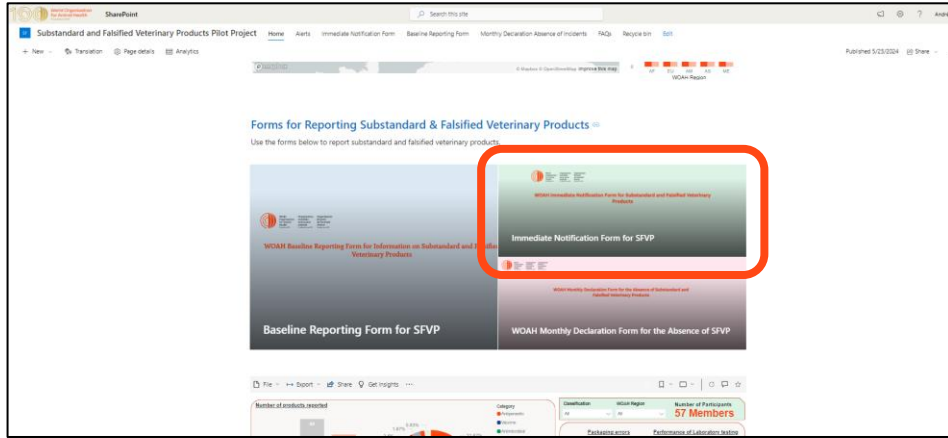 World Organisation
for Animal Health
SharePoint
Search this site
Substandard and Falsified Veterinary Products Pilot Project
Home
Alerts
Immediate Notification Form
Baseline Reporting Form
Monthly Declaration Absence of Incidents
FAQs
Recycle bin
Edit
+ New
Translation
Page details
Analytics
Published 5/23/2024
Share
© Mapbox © OpenStreetMap Improve this map
WOAH Region
Forms for Reporting Substandard & Falsified Veterinary Products
Use the forms below to report substandard and falsified veterinary products.
WOAH Baseline Reporting Form for Information on Substandard and
Veterinary Products
Baseline Reporting Form for SFVP
WOAH Immediate Notification Form for Substandard and Falsified Veterinary
Products
Immediate Notification Form for SFVP
WOAH Monthly Declaration Form for the Absence of Substandard and
Falsified Veterinary Products
WOAH Monthly Declaration Form for the Absence of SFVP
File
Export
Share
Get insights
Number of products reported
Category
Classification
All
WOAH Region
All
Number of Participants
57 Members
Packaging errors
Performance of Laboratory testing